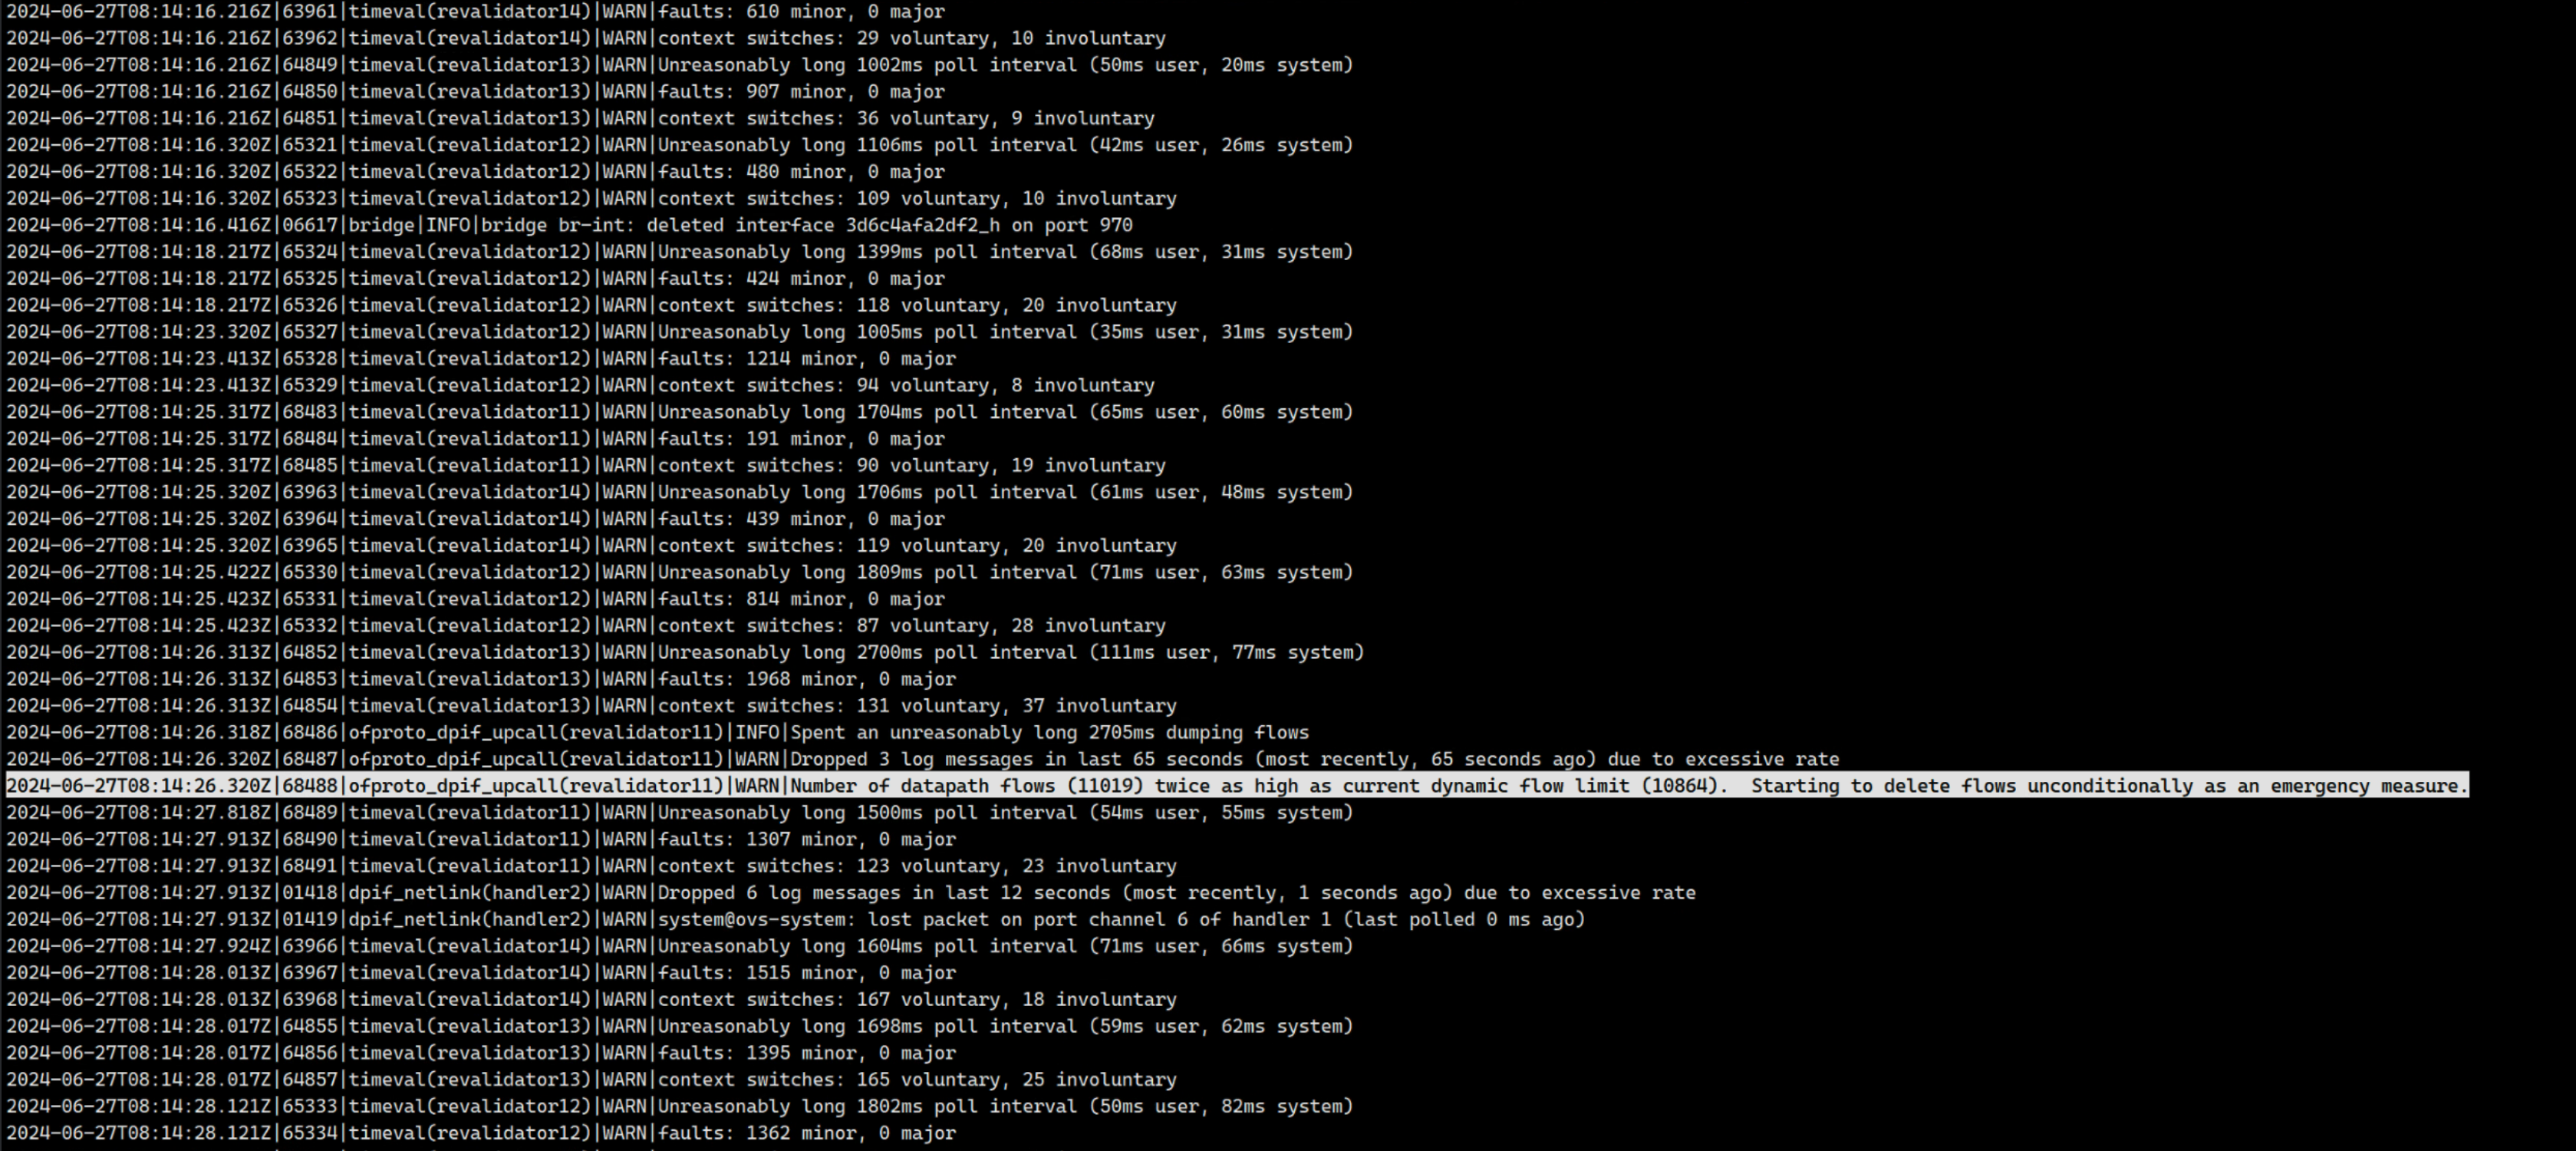 2024-06-27T08:14:16.216Z|63961|timeval(revalidator14)|WARN|faults: 610 minor, 0 major
2024-06-27T08:14:16.216Z|63962|timeval(revalidator14)|WARN|context switches: 29 voluntary, 10 involuntary
2024-06-27T08:14:16.216Z|64849|timeval(revalidator13)|WARN|Unreasonably long 1002ms poll interval (50ms user, 20ms system)
2024-06-27T08:14:16.216Z|64850|timeval(revalidator13)|WARN|faults: 907 minor, 0 major
2024-06-27T08:14:16.216Z|64851|timeval(revalidator13)|WARN|context switches: 36 voluntary, 9 involuntary
2024-06-27T08:14:16.320Z|65321|timeval(revalidator12)|WARN|Unreasonably long 1106ms poll interval (42ms user, 26ms system)
2024-06-27T08:14:16.320Z|65322|timeval(revalidator12)|WARN|faults: 480 minor, 0 major
2024-06-27T08:14:16.320Z|65323|timeval(revalidator12)|WARN|context switches: 109 voluntary, 10 involuntary
2024-06-27T08:14:16.416Z|06617|bridge|INFO|bridge br-int: deleted interface 3d6c4afa2df2_h on port 970
2024-06-27T08:14:18.217Z|65324|timeval(revalidator12)|WARN|Unreasonably long 1399ms poll interval (68ms user, 31ms system)
2024-06-27T08:14:18.217Z|65325|timeval(revalidator12)|WARN|faults: 424 minor, 0 major
2024-06-27T08:14:18.217Z|65326|timeval(revalidator12)|WARN|context switches: 118 voluntary, 20 involuntary
2024-06-27T08:14:23.320Z|65327|timeval(revalidator12)|WARN|Unreasonably long 1005ms poll interval (35ms user, 31ms system)
2024-06-27T08:14:23.413Z|65328|timeval(revalidator12)|WARN|faults: 1214 minor, 0 major
2024-06-27T08:14:23.413Z|65329|timeval(revalidator12)|WARN|context switches: 94 voluntary, 8 involuntary
2024-06-27T08:14:25.317Z|68483|timeval(revalidator11)|WARN|Unreasonably long 1704ms poll interval (65ms user, 60ms system)
2024-06-27T08:14:25.317Z|68484|timeval(revalidator11)|WARN|faults: 191 minor, 0 major
2024-06-27T08:14:25.317Z|68485|timeval(revalidator11)|WARN|context switches: 90 voluntary, 19 involuntary
2024-06-27T08:14:25.320Z|63963|timeval(revalidator14)|WARN|Unreasonably long 1706ms poll interval (61ms user, 48ms system)
2024-06-27T08:14:25.320Z|63964|timeval(revalidator14)|WARN|faults: 439 minor, 0 major
2024-06-27T08:14:25.320Z|63965|timeval(revalidator14)|WARN|context switches: 119 voluntary, 20 involuntary
2024-06-27T08:14:25.422Z|65330|timeval(revalidator12)|WARN|Unreasonably long 1809ms poll interval (71ms user, 63ms system)
2024-06-27T08:14:25.423Z|65331|timeval(revalidator12)|WARN|faults: 814 minor, 0 major
2024-06-27T08:14:25.423Z|65332|timeval(revalidator12)|WARN|context switches: 87 voluntary, 28 involuntary
2024-06-27T08:14:26.313Z|64852|timeval(revalidator13)|WARN|Unreasonably long 2700ms poll interval (111ms user, 77ms system)
2024-06-27T08:14:26.313Z|64853|timeval(revalidator13)|WARN|faults: 1968 minor, 0 major
2024-06-27T08:14:26.313Z|64854|timeval(revalidator13)|WARN|context switches: 131 voluntary, 37 involuntary
2024-06-27T08:14:26.318Z|68486|ofproto_dpif_upcall(revalidator11)|INFO|Spent an unreasonably long 2705ms dumping flows
2024-06-27T08:14:26.320Z|68487|ofproto_dpif_upcall(revalidator11)|WARN|Dropped 3 log messages in last 65 seconds (most recently, 65 seconds ago) due to excessive rate
2024-06-27T08:14:26.320Z|68488|ofproto_dpif_upcall(revalidator11)|WARN|Number of datapath flows (11019) twice as high as current dynamic flow limit (10864).  Starting to delete flows unconditionally as an emergency measure.
2024-06-27T08:14:27.818Z|68489|timeval(revalidator11)|WARN|Unreasonably long 1500ms poll interval (54ms user, 55ms system)
2024-06-27T08:14:27.913Z|68490|timeval(revalidator11)|WARN|faults: 1307 minor, 0 major
2024-06-27T08:14:27.913Z|68491|timeval(revalidator11)|WARN|context switches: 123 voluntary, 23 involuntary
2024-06-27T08:14:27.913Z|01418|dpif_netlink(handler2)|WARN|Dropped 6 log messages in last 12 seconds (most recently, 1 seconds ago) due to excessive rate
2024-06-27T08:14:27.913Z|01419|dpif_netlink(handler2)|WARN|system@ovs-system: lost packet on port channel 6 of handler 1 (last polled 0 ms ago)
2024-06-27T08:14:27.924Z|63966|timeval(revalidator14)|WARN|Unreasonably long 1604ms poll interval (71ms user, 66ms system)
2024-06-27T08:14:28.013Z|63967|timeval(revalidator14)|WARN|faults: 1515 minor, 0 major
2024-06-27T08:14:28.013Z|63968|timeval(revalidator14)|WARN|context switches: 167 voluntary, 18 involuntary
2024-06-27T08:14:28.017Z|64855|timeval(revalidator13)|WARN|Unreasonably long 1698ms poll interval (59ms user, 62ms system)
2024-06-27T08:14:28.017Z|64856|timeval(revalidator13)|WARN|faults: 1395 minor, 0 major
2024-06-27T08:14:28.017Z|64857|timeval(revalidator13)|WARN|context switches: 165 voluntary, 25 involuntary
2024-06-27T08:14:28.121Z|65333|timeval(revalidator12)|WARN|Unreasonably long 1802ms poll interval (50ms user, 82ms system)
2024-06-27T08:14:28.121Z|65334|timeval(revalidator12)|WARN|faults: 1362 minor, 0 major